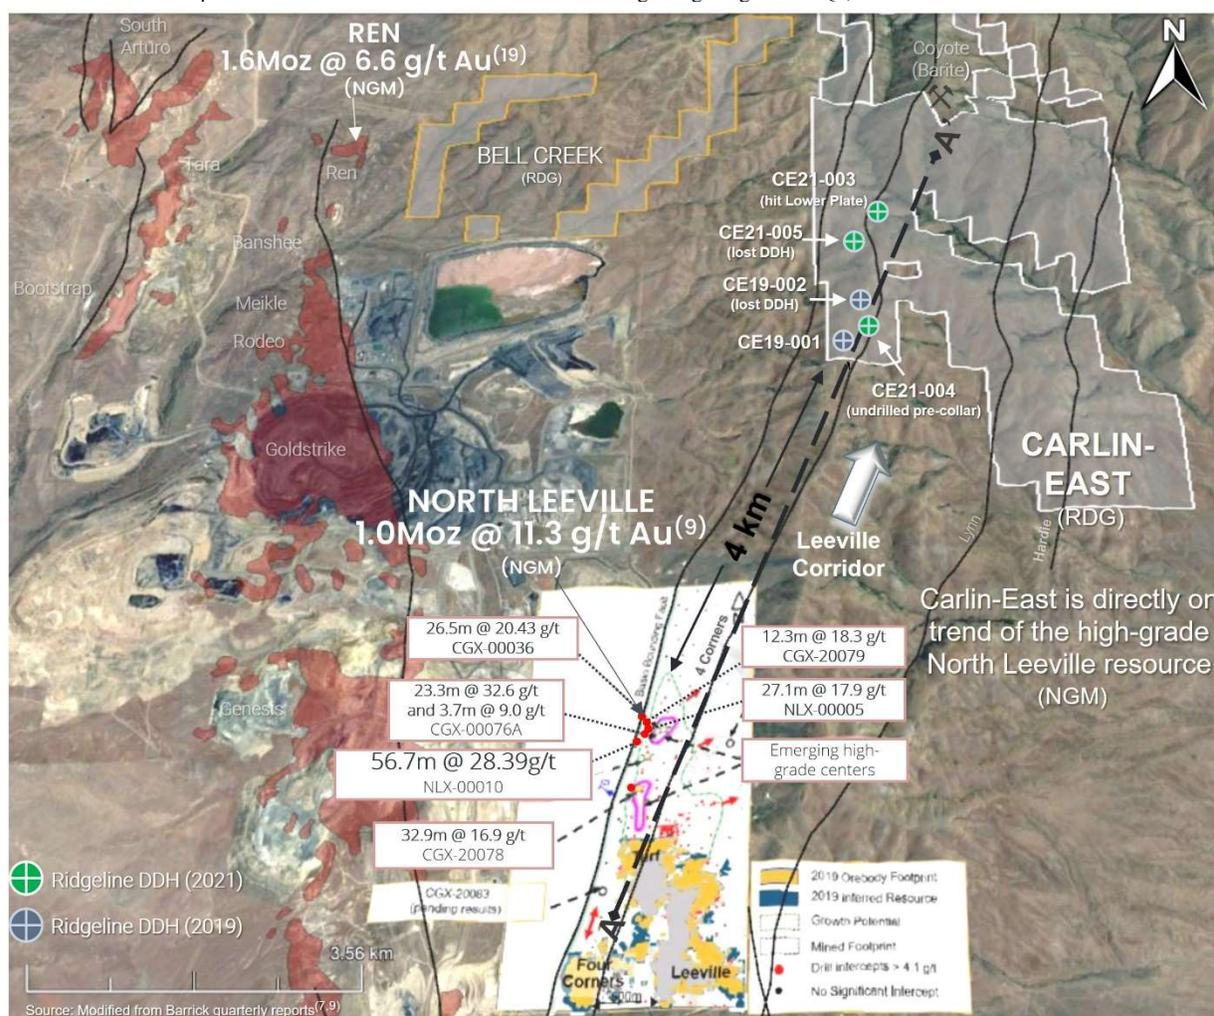 South
Arturo
REN
1.6Moz @ 6.6 g/t Au(19)
(NGM)
Coyote
(Barite)
N
Tara
Ren
BELL CREEK
(RDG)
A
CE21-003
(hit Lower Plate)
CE21-005
(lost DDH)
CE19-002
(lost DDH)
CE19-001
CE21-004
(undrilled pre-collar)
Banshee
Bootstrap
Meikle
Rodeo
Goldstrike
CARLIN-
EAST
(RDG)
NORTH LEEVILLE
1.0Moz @ 11.3 g/t Au(9)
(NGM)
4 km
Leeville
Corridor
Lynn
Hardie
Carlin-East is directly on
trend of the high-grade
North Leeville resource
(NGM)
Bounding Fault
4 Corners
26.5m @ 20.43 g/t
CGX-00036
12.3m @ 18.3 g/t
CGX-20079
23.3m @ 32.6 g/t
and 3.7m @ 9.0 g/t
CGX-00076A
27.1m @ 17.9 g/t
NLX-00005
Genesis
56.7m @ 28.39g/t
NLX-00010
Emerging high-
grade centers
32.9m @ 16.9 g/t
CGX-20078
Turf
CGX-20083
(pending results)
A
Four
Corners
Leeville
Ridgeline DDH (2021)
Ridgeline DDH (2019)
3.56 km
2019 Orebody Footprint
2019 Inferred Resource
Growth Potential
Mined Footprint
Drill intercepts > 4.1 g/t
No Significant Intercept
Source: Modified from Barrick quarterly reports(7,9)